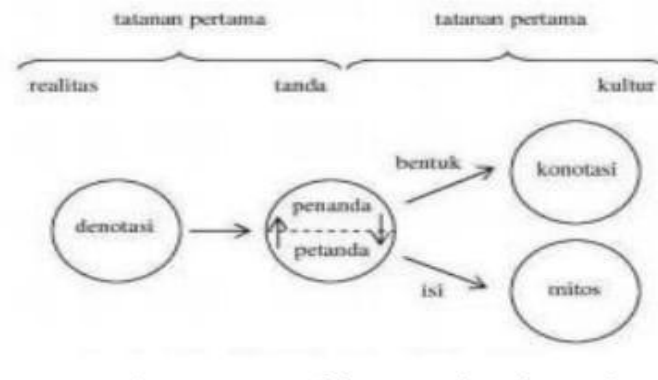 tatanan pertama tatanan pertama
realitas tanda kultur
bentuk
konotasi
penanda
denotasi
petanda
isi
mitos